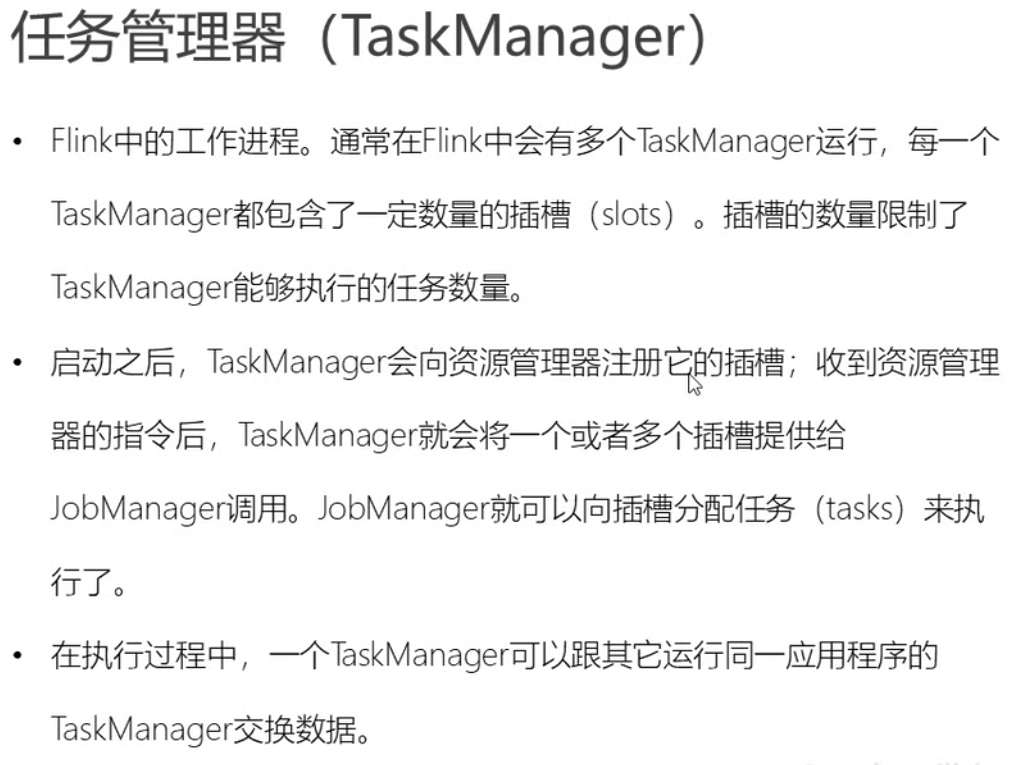 任务管理器（TaskManager）
• Flink中的工作进程。通常在Flink中会有多个TaskManager运行，每一个
TaskManager都包含了一定数量的插槽（slots）。插槽的数量限制了
TaskManager能够执行的任务数量。
• 启动之后，TaskManager会向资源管理器注册它的插槽；收到资源管理
器的指令后，TaskManager就会将一个或者多个插槽提供给
JobManager调用。JobManager就可以向插槽分配任务（tasks）来执
行了。
• 在执行过程中，一个TaskManager可以跟其它运行同一应用程序的
TaskManager交换数据。